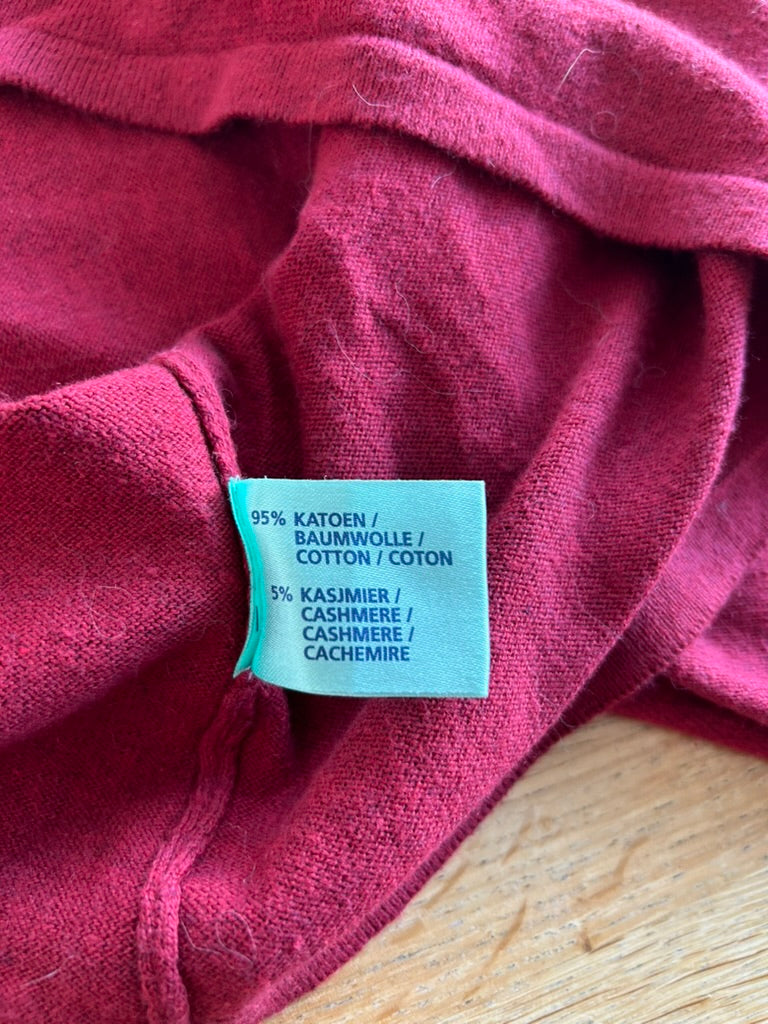 95% KATOEN /
BAUMWOLLE /
COTTON / COTON
5% KASJMIER /
CASHMERE /
CASHMERE /
CACHEMIRE